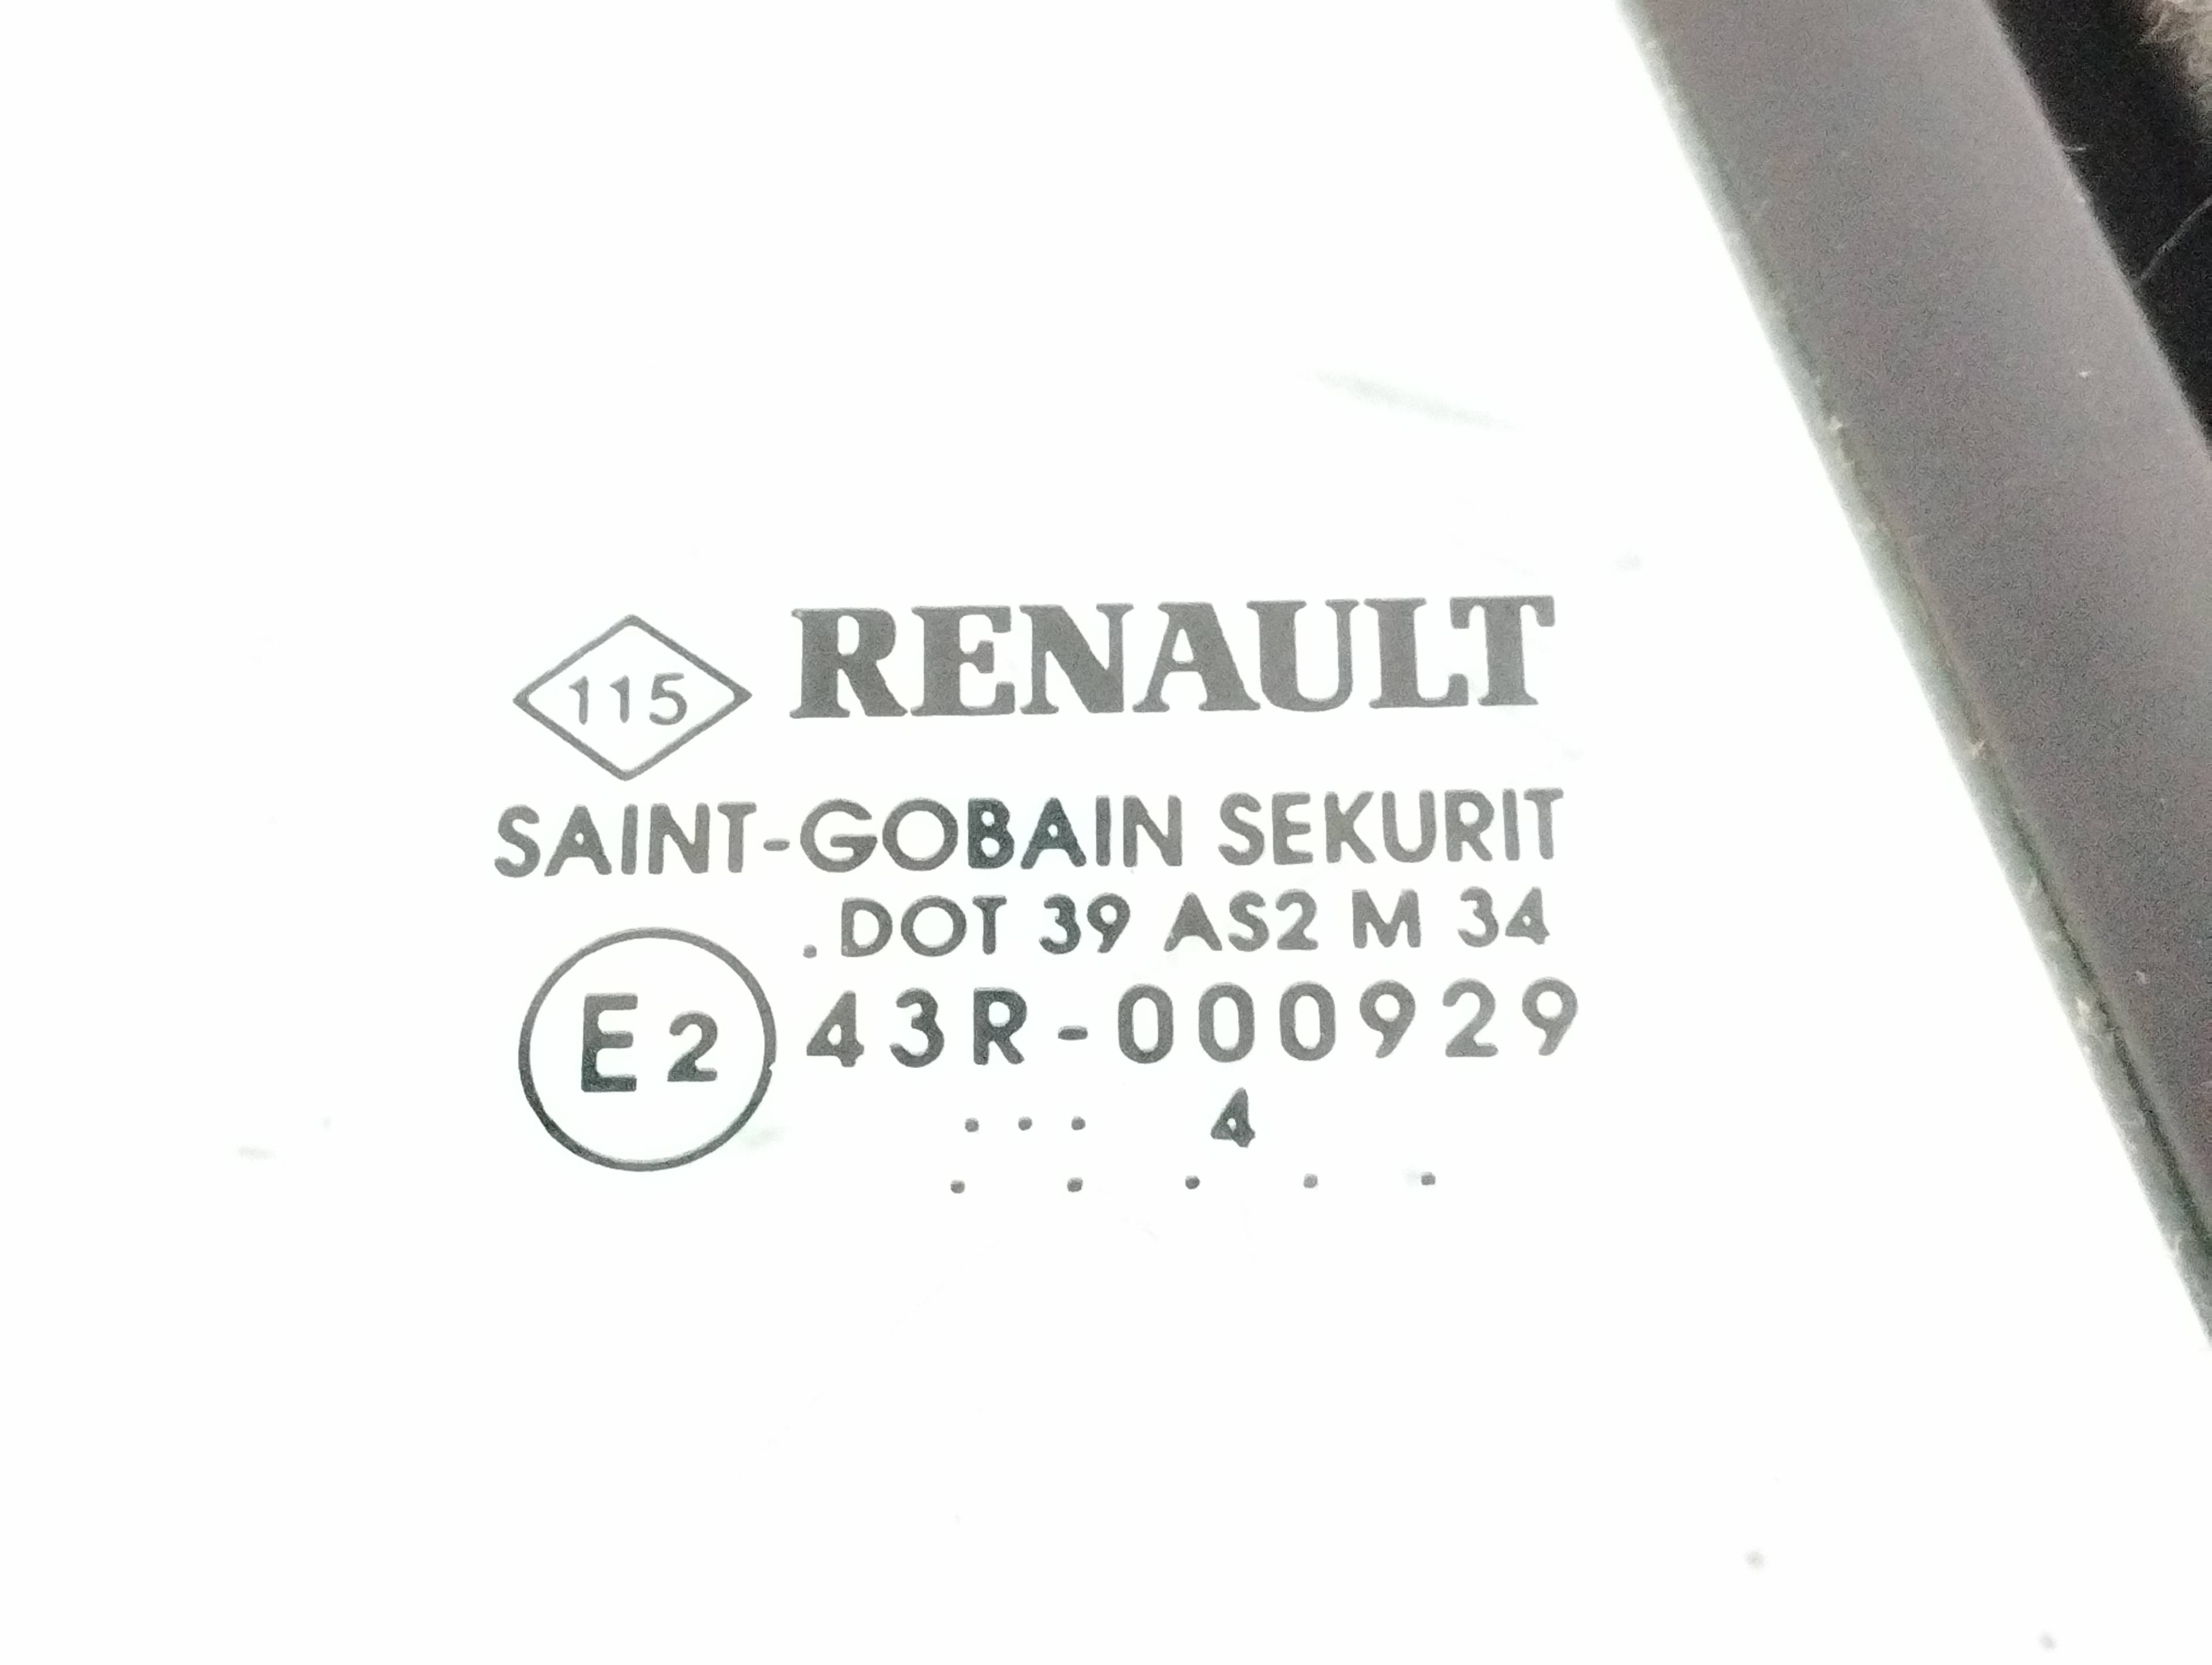 115 RENAULT
SAINT-GOBAIN SEKURIT
.DOT 39 AS2 M 34
E2 43R-000929
... 4
. . . . .